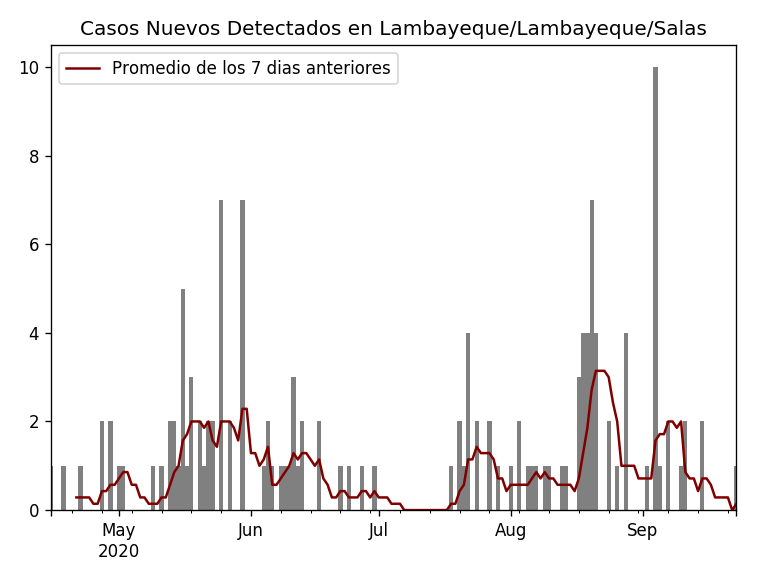 Casos Nuevos Detectados en Lambayeque/Lambayeque/Salas
Promedio de los 7 dias anteriores
10
8
6
4
2
0
May Jun Jul Aug Sep
2020